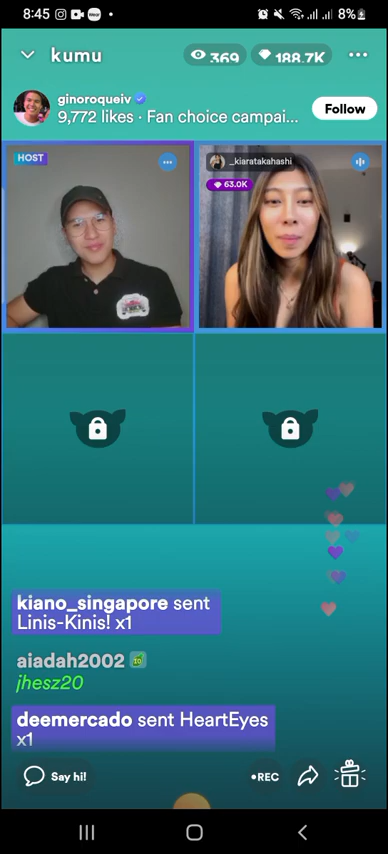 8:45
8%
kumu
369
188.7K
ginoroqueiv
9,772 likes · Fan choice campai...
Follow
HOST
_kiaratakahashi
63.0K
kiano_singapore sent
Linis-Kinis! x1
aiadah2002
jhesz20
deemercado sent HeartEyes
x1
Say hi!
REC